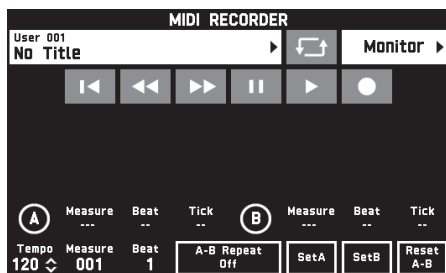 MIDI RECORDER
User 001
No Title
Monitor
A Measure Beat Tick B Measure Beat Tick
--- -- -- --- -- --
Tempo Measure Beat A-B Repeat SetA SetB Reset
120 001 1 Off A-B